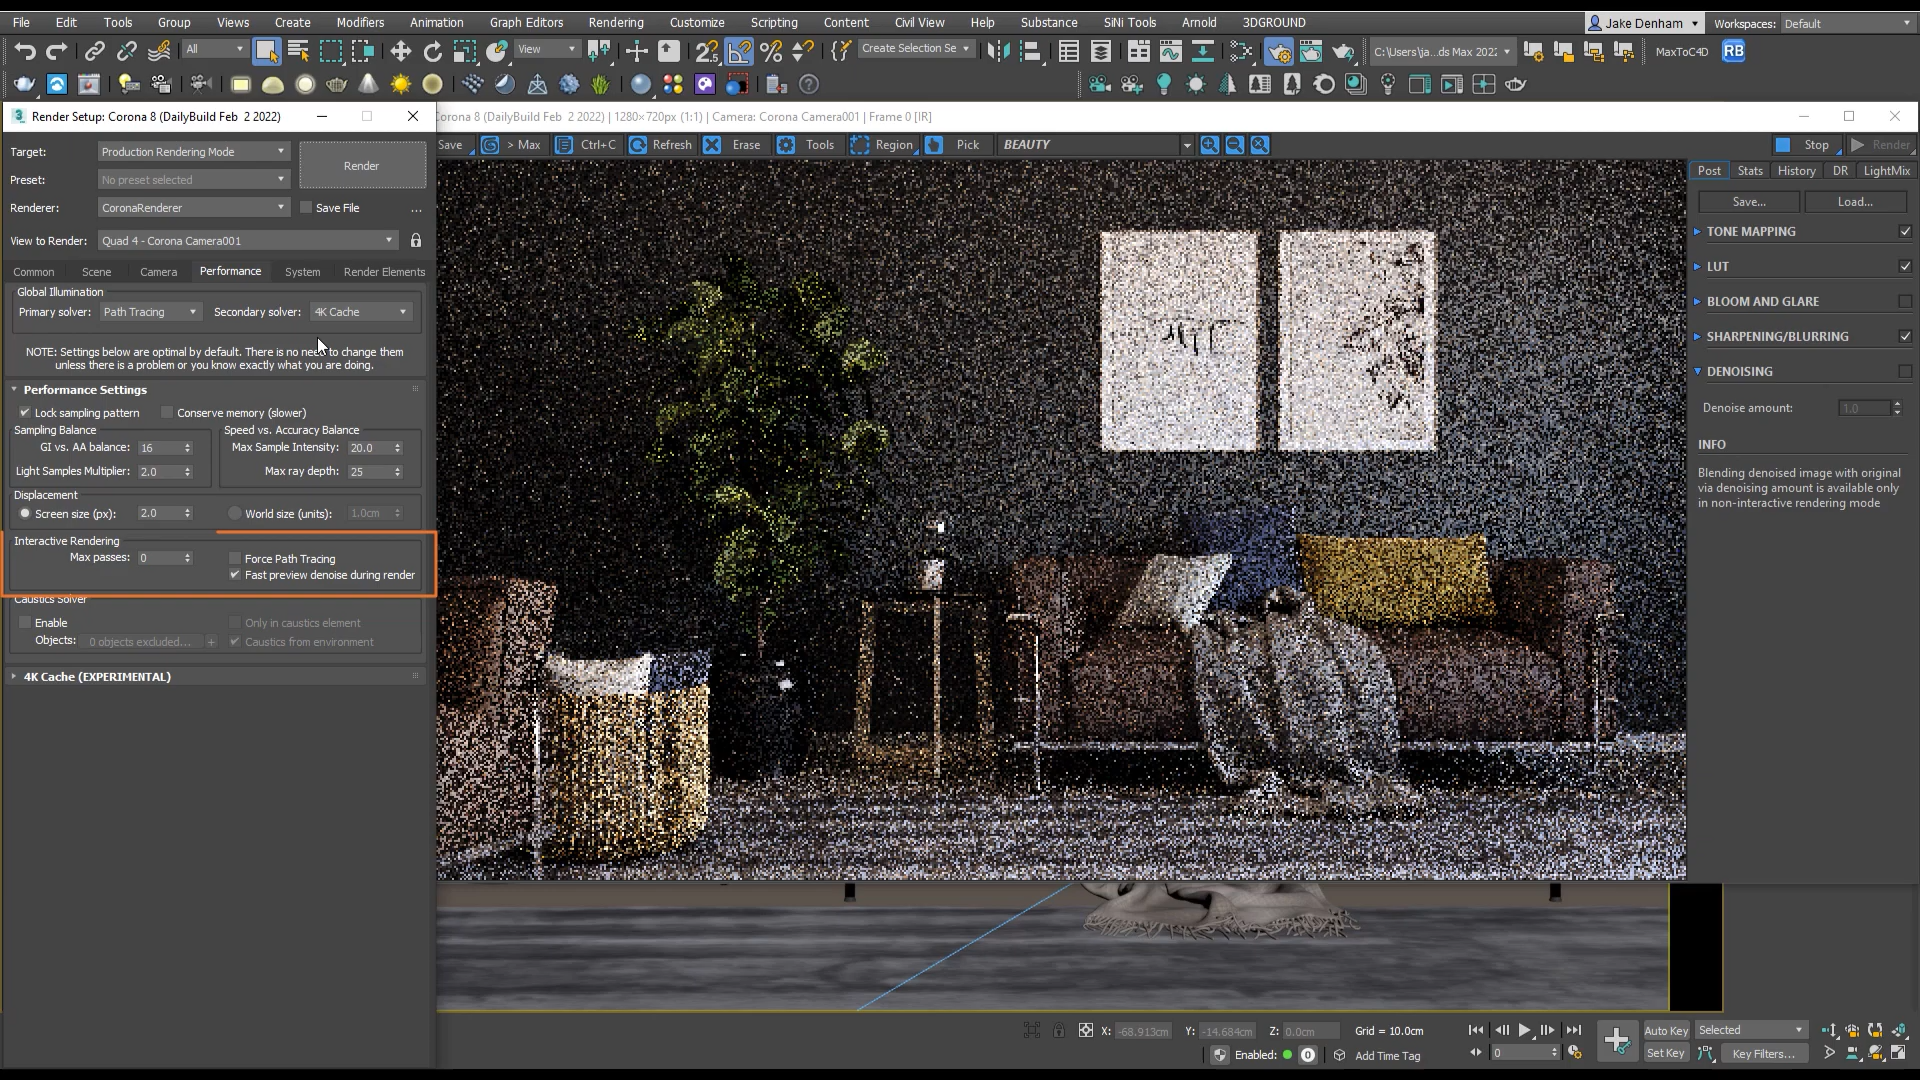 File Edit Tools Group Views Create Modifiers Animation Graph Editors Rendering Customize Scripting Content Civil View Help Substance SiNi Tools Arnold 3DGROUND Jake Denham Workspaces: Default
All View Create Selection Se C:\Users\ja...ds Max 202 MaxToC4D RB
Render Setup: Corona 8 (DailyBuild Feb 2 2022)
Corona 8 (DailyBuild Feb 2 2022) | 1280×720px (1:1) | Camera: Corona Camera001 | Frame 0 [IR]
Save > Max Ctrl+C Refresh Erase Tools Region Pick BEAUTY Stop Render
Target: Production Rendering Mode
Render
Preset: No preset selected
Renderer: CoronaRenderer Save File ...
View to Render: Quad 4 - Corona Camera001
Common Scene Camera Performance System Render Elements
Global Illumination
Primary solver: Path Tracing Secondary solver: 4K Cache
NOTE: Settings below are optimal by default. There is no need to change them
unless there is a problem or you know exactly what you are doing.
Performance Settings
Lock sampling pattern Conserve memory (slower)
Sampling Balance Speed vs. Accuracy Balance
GI vs. AA balance: 16 Max Sample Intensity: 20.0
Light Samples Multiplier: 2.0 Max ray depth: 25
Displacement
Screen size (px): 2.0 World size (units): 1.0cm
Interactive Rendering
Max passes: 0 Force Path Tracing
Fast preview denoise during render
Caustics Solver
Enable Only in caustics element
Objects: 0 objects excluded... + Caustics from environment
4K Cache (EXPERIMENTAL)
Post Stats History DR LightMix
Save... Load...
TONE MAPPING
LUT
BLOOM AND GLARE
SHARPENING/BLURRING
DENOISING
Denoise amount: 1.0
INFO
Blending denoised image with original
via denoising amount is available only
in non-interactive rendering mode
X: -68.913cm Y: -14.684cm Z: 0.0cm Grid = 10.0cm Auto Key Selected
Enabled: 0 Add Time Tag 0 Set Key Key Filters...